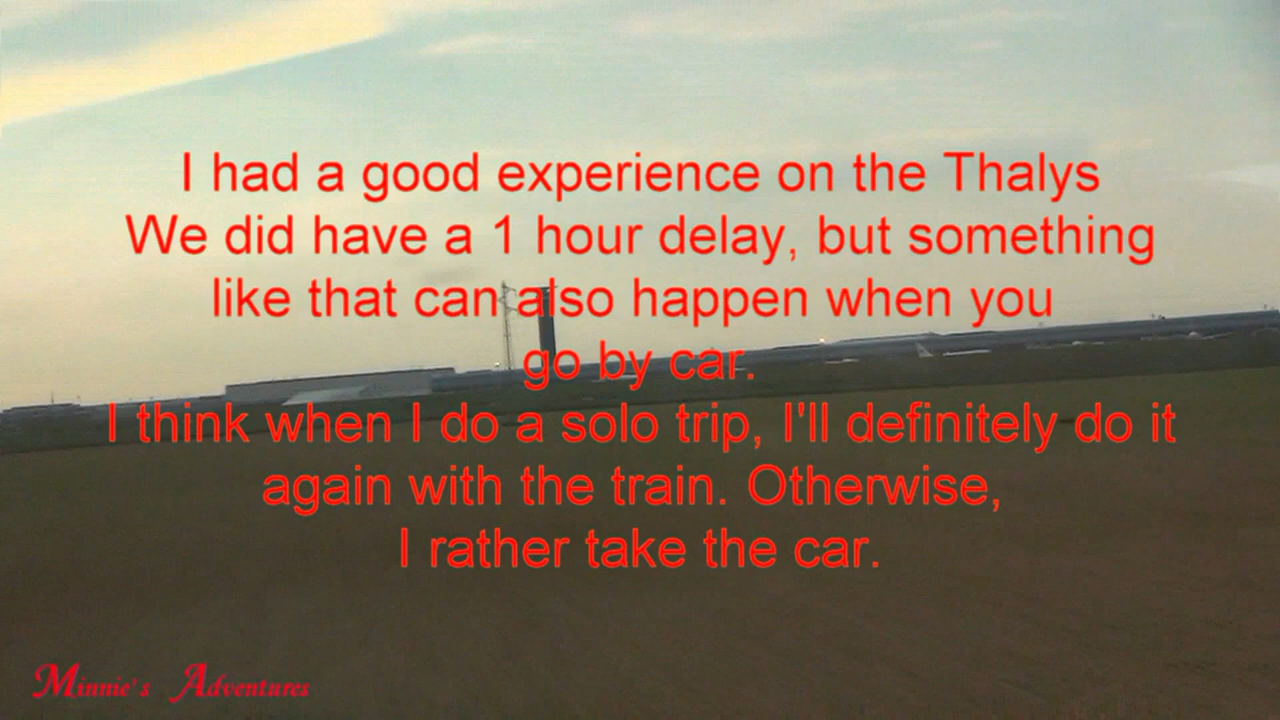 I had a good experience on the Thalys
We did have a 1 hour delay, but something
like that can also happen when you
go by car.
I think when I do a solo trip, I'll definitely do it
again with the train. Otherwise,
I rather take the car.
Minnie's Adventures